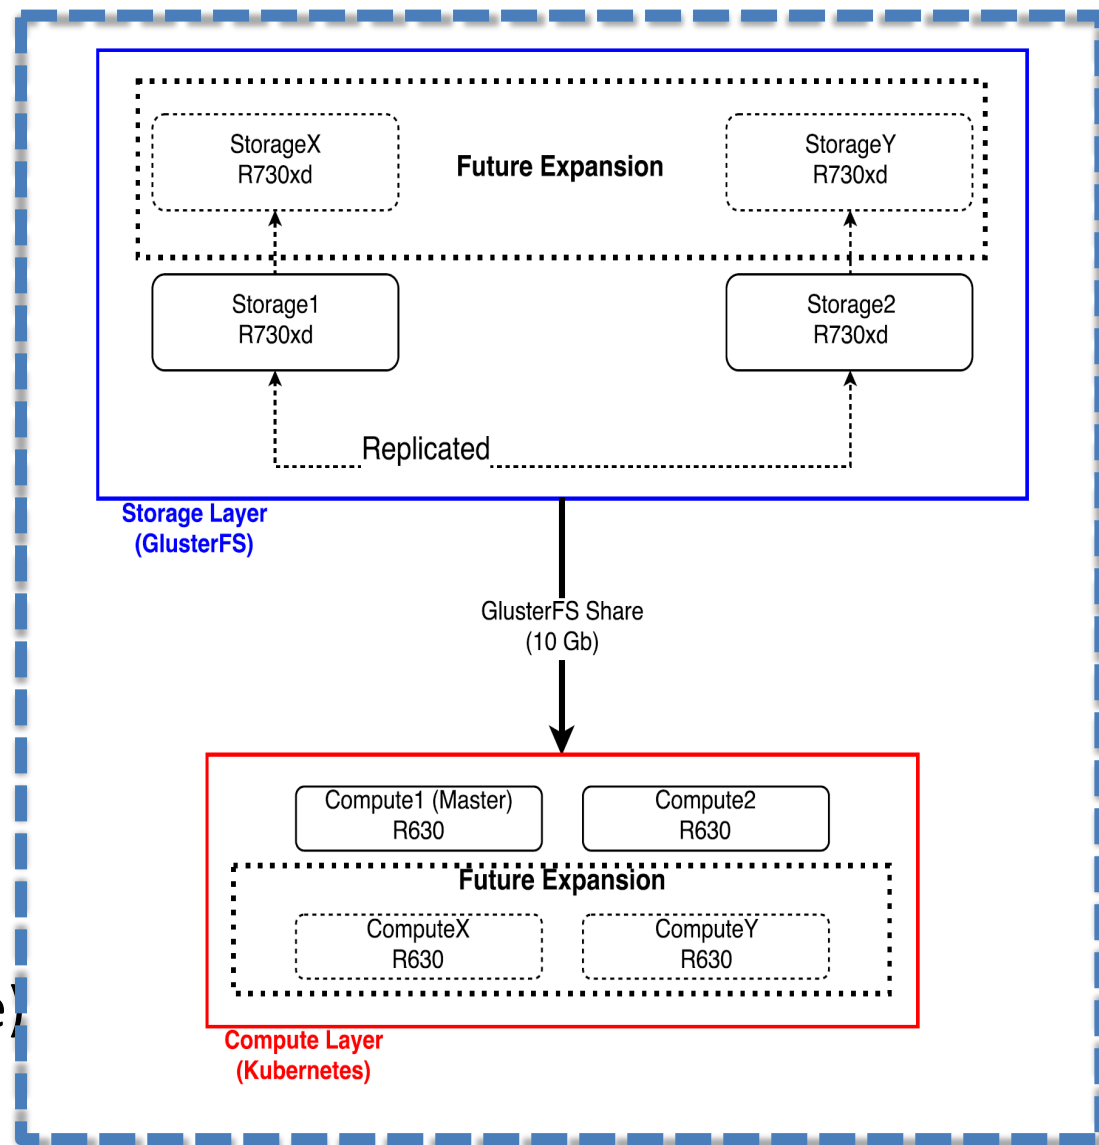 StorageX
R730xd
Future Expansion
StorageY
R730xd
Storage1
R730xd
Storage2
R730xd
Replicated
Storage Layer
(GlusterFS)
GlusterFS Share
(10 Gb)
Compute1 (Master)
R630
Compute2
R630
Future Expansion
ComputeX
R630
ComputeY
R630
e)
Compute Layer
(Kubernetes)